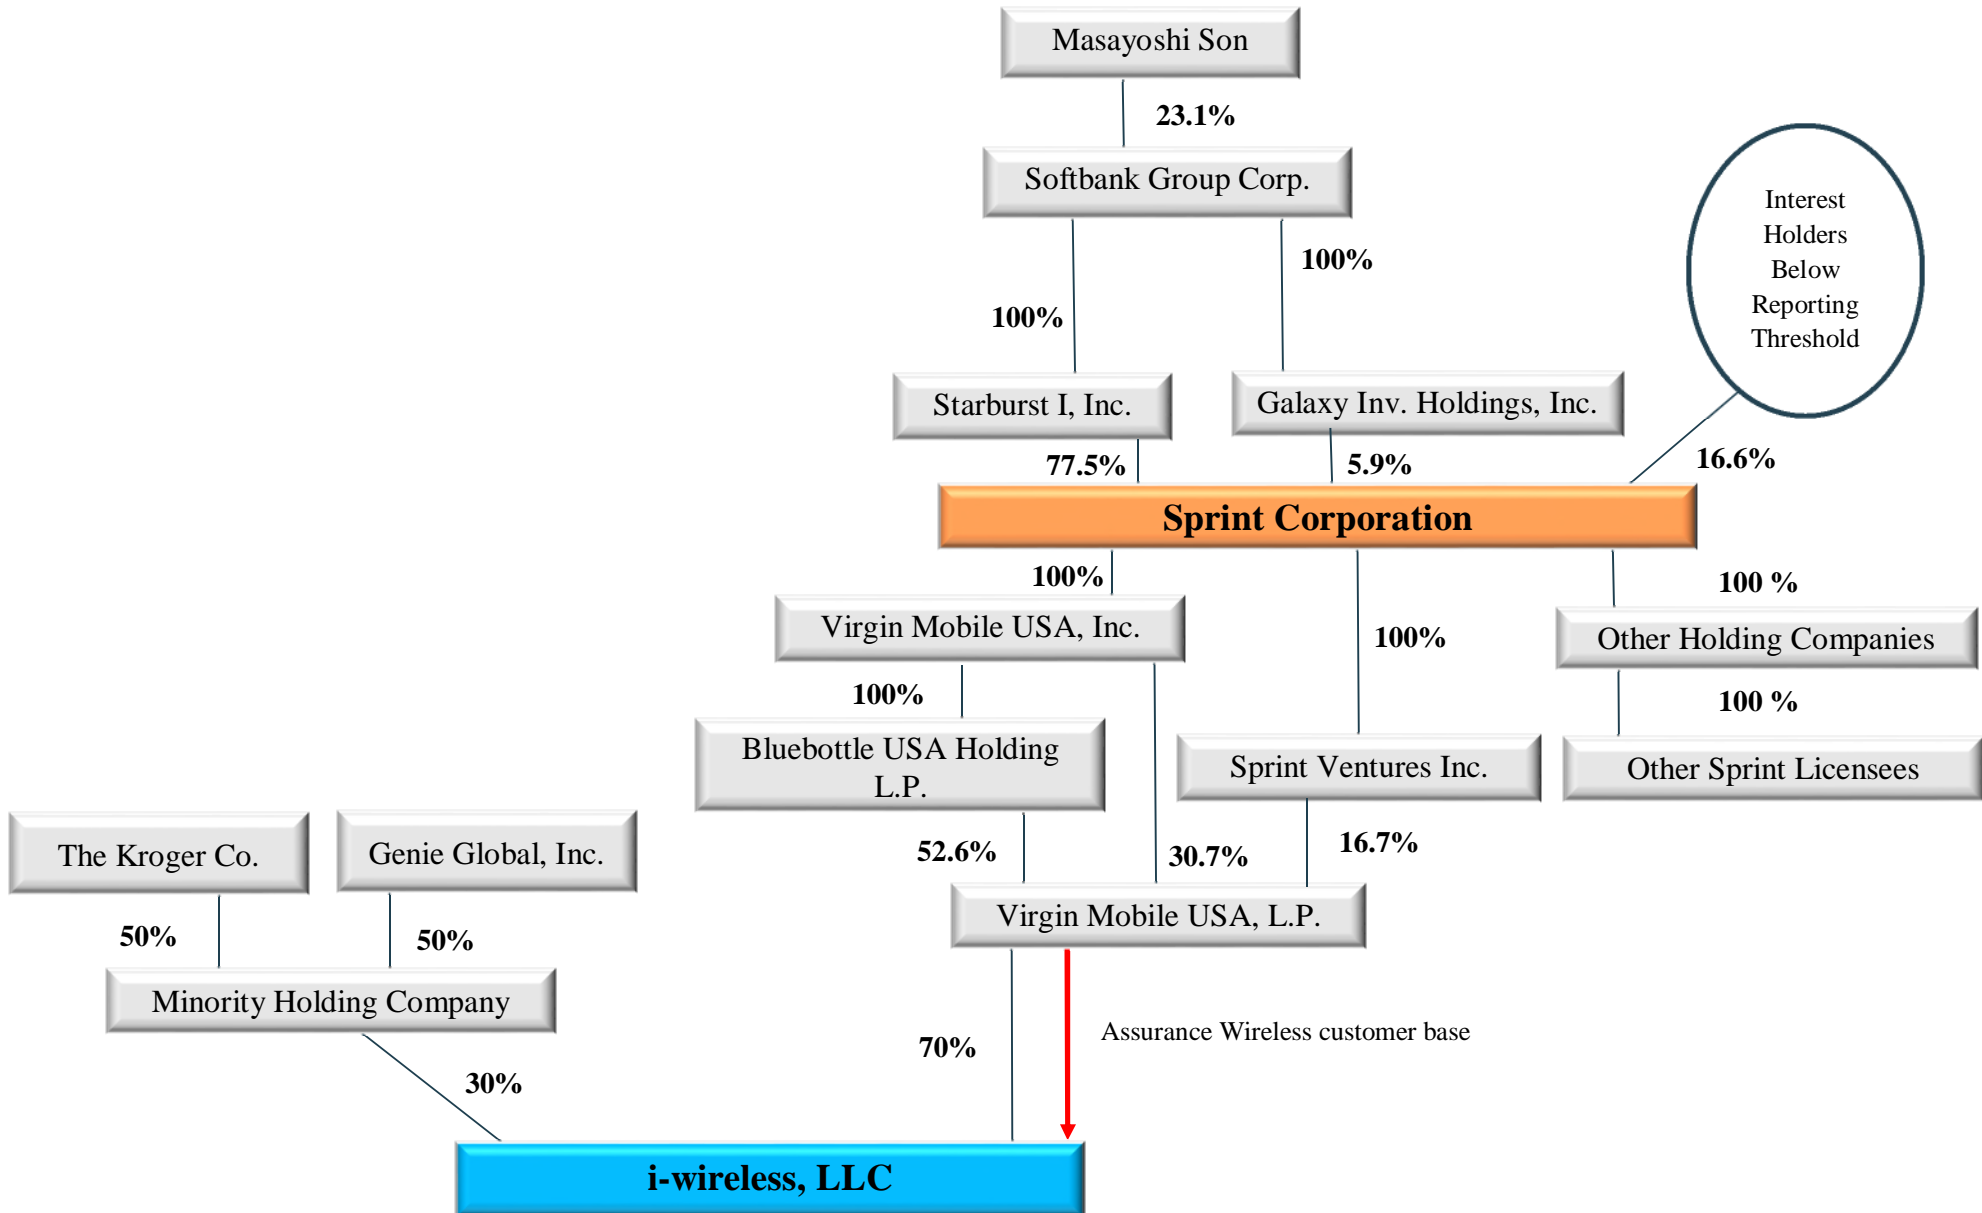 Masayoshi Son
23.1%
Softbank Group Corp.
Interest
Holders
Below
Reporting
Threshold
100%
100%
Starburst I, Inc.
Galaxy Inv. Holdings, Inc.
77.5%
5.9%
16.6%
Sprint Corporation
100%
100%
100 %
Virgin Mobile USA, Inc.
Other Holding Companies
100%
100 %
Bluebottle USA Holding
L.P.
Sprint Ventures Inc.
Other Sprint Licensees
The Kroger Co.
Genie Global, Inc.
52.6%
30.7%
16.7%
Virgin Mobile USA, L.P.
50%
50%
Minority Holding Company
Assurance Wireless customer base
70%
30%
i-wireless, LLC